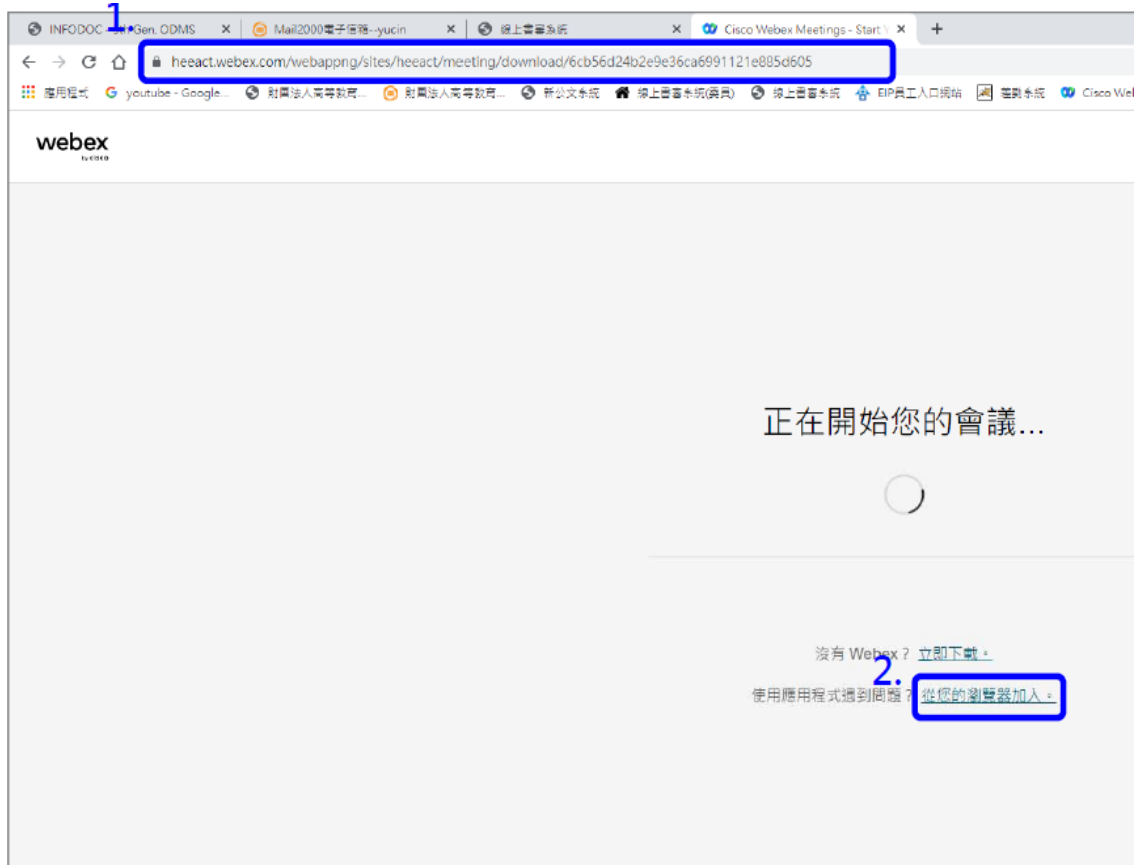 1.
INFODOC - 5th Gen. ODMS
Mail2000電子信箱--yucin
線上書審系統
Cisco Webex Meetings - Start
heeact.webex.com/webappng/sites/heeact/meeting/download/6cb56d24b2e9e36ca6991121e885d605
應用程式 youtube - Google... 財團法人高等教育... 財團法人高等教育... 新公文系統 線上書審系統(委員) 線上書審系統 EIP員工入口網站 差勤系統 Cisco Web
webex
by CISCO
正在開始您的會議...
沒有 Webex？ 立即下載。
2.
使用應用程式遇到問題？ 從您的瀏覽器加入。